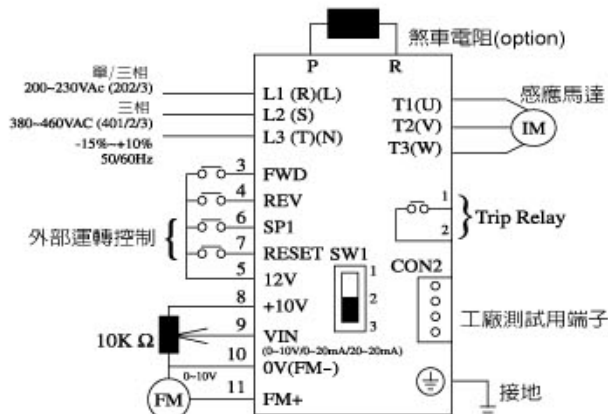 煞車電阻(option)
P R
單/三相
200~230VAc (202/3)
三相
380~460VAC (401/2/3)
-15%~+10%
50/60Hz
L1 (R)(L)
L2 (S)
L3 (T)(N)
T1(U)
T2(V)
T3(W)
感應馬達
IM
外部運轉控制
3 FWD
4 REV
6 SP1
7 RESET
5 12V
8 +10V
9 VIN
(0~10V/0~20mA/20~20mA)
10 0V(FM-)
11 FM+
10K Ω
0~10V
FM
SW1
1
2
3
1
2
Trip Relay
CON2
工廠測試用端子
接地